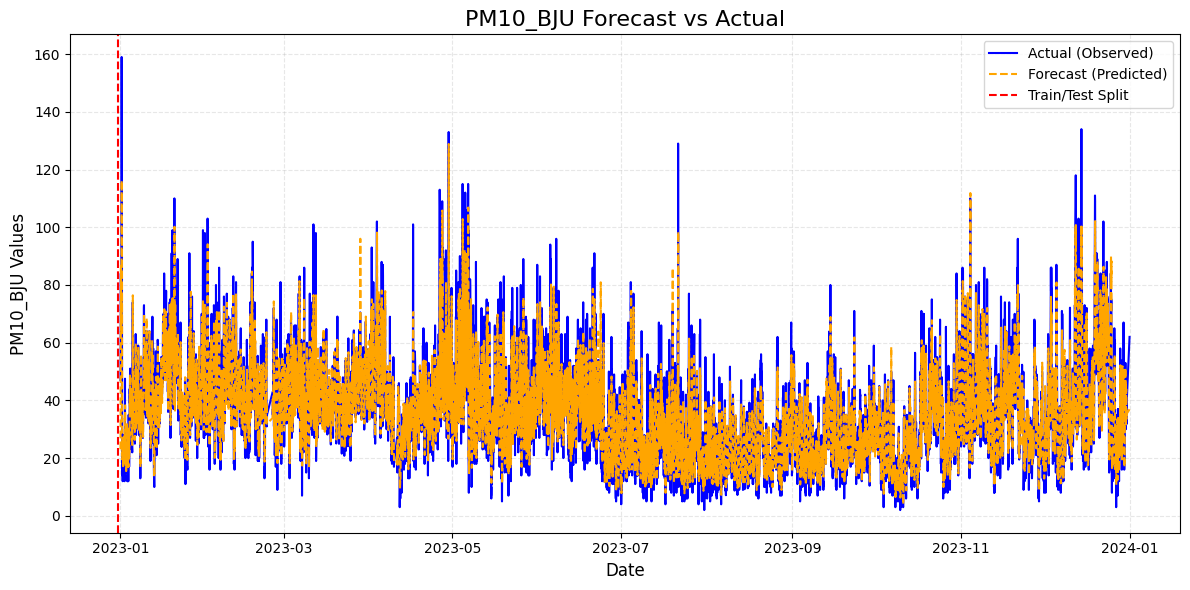 PM10_BJU Forecast vs Actual
Actual (Observed)
Forecast (Predicted)
Train/Test Split
PM10_BJU Values
160
140
120
100
80
60
40
20
0
2023-01
2023-03
2023-05
2023-07
2023-09
2023-11
2024-01
Date